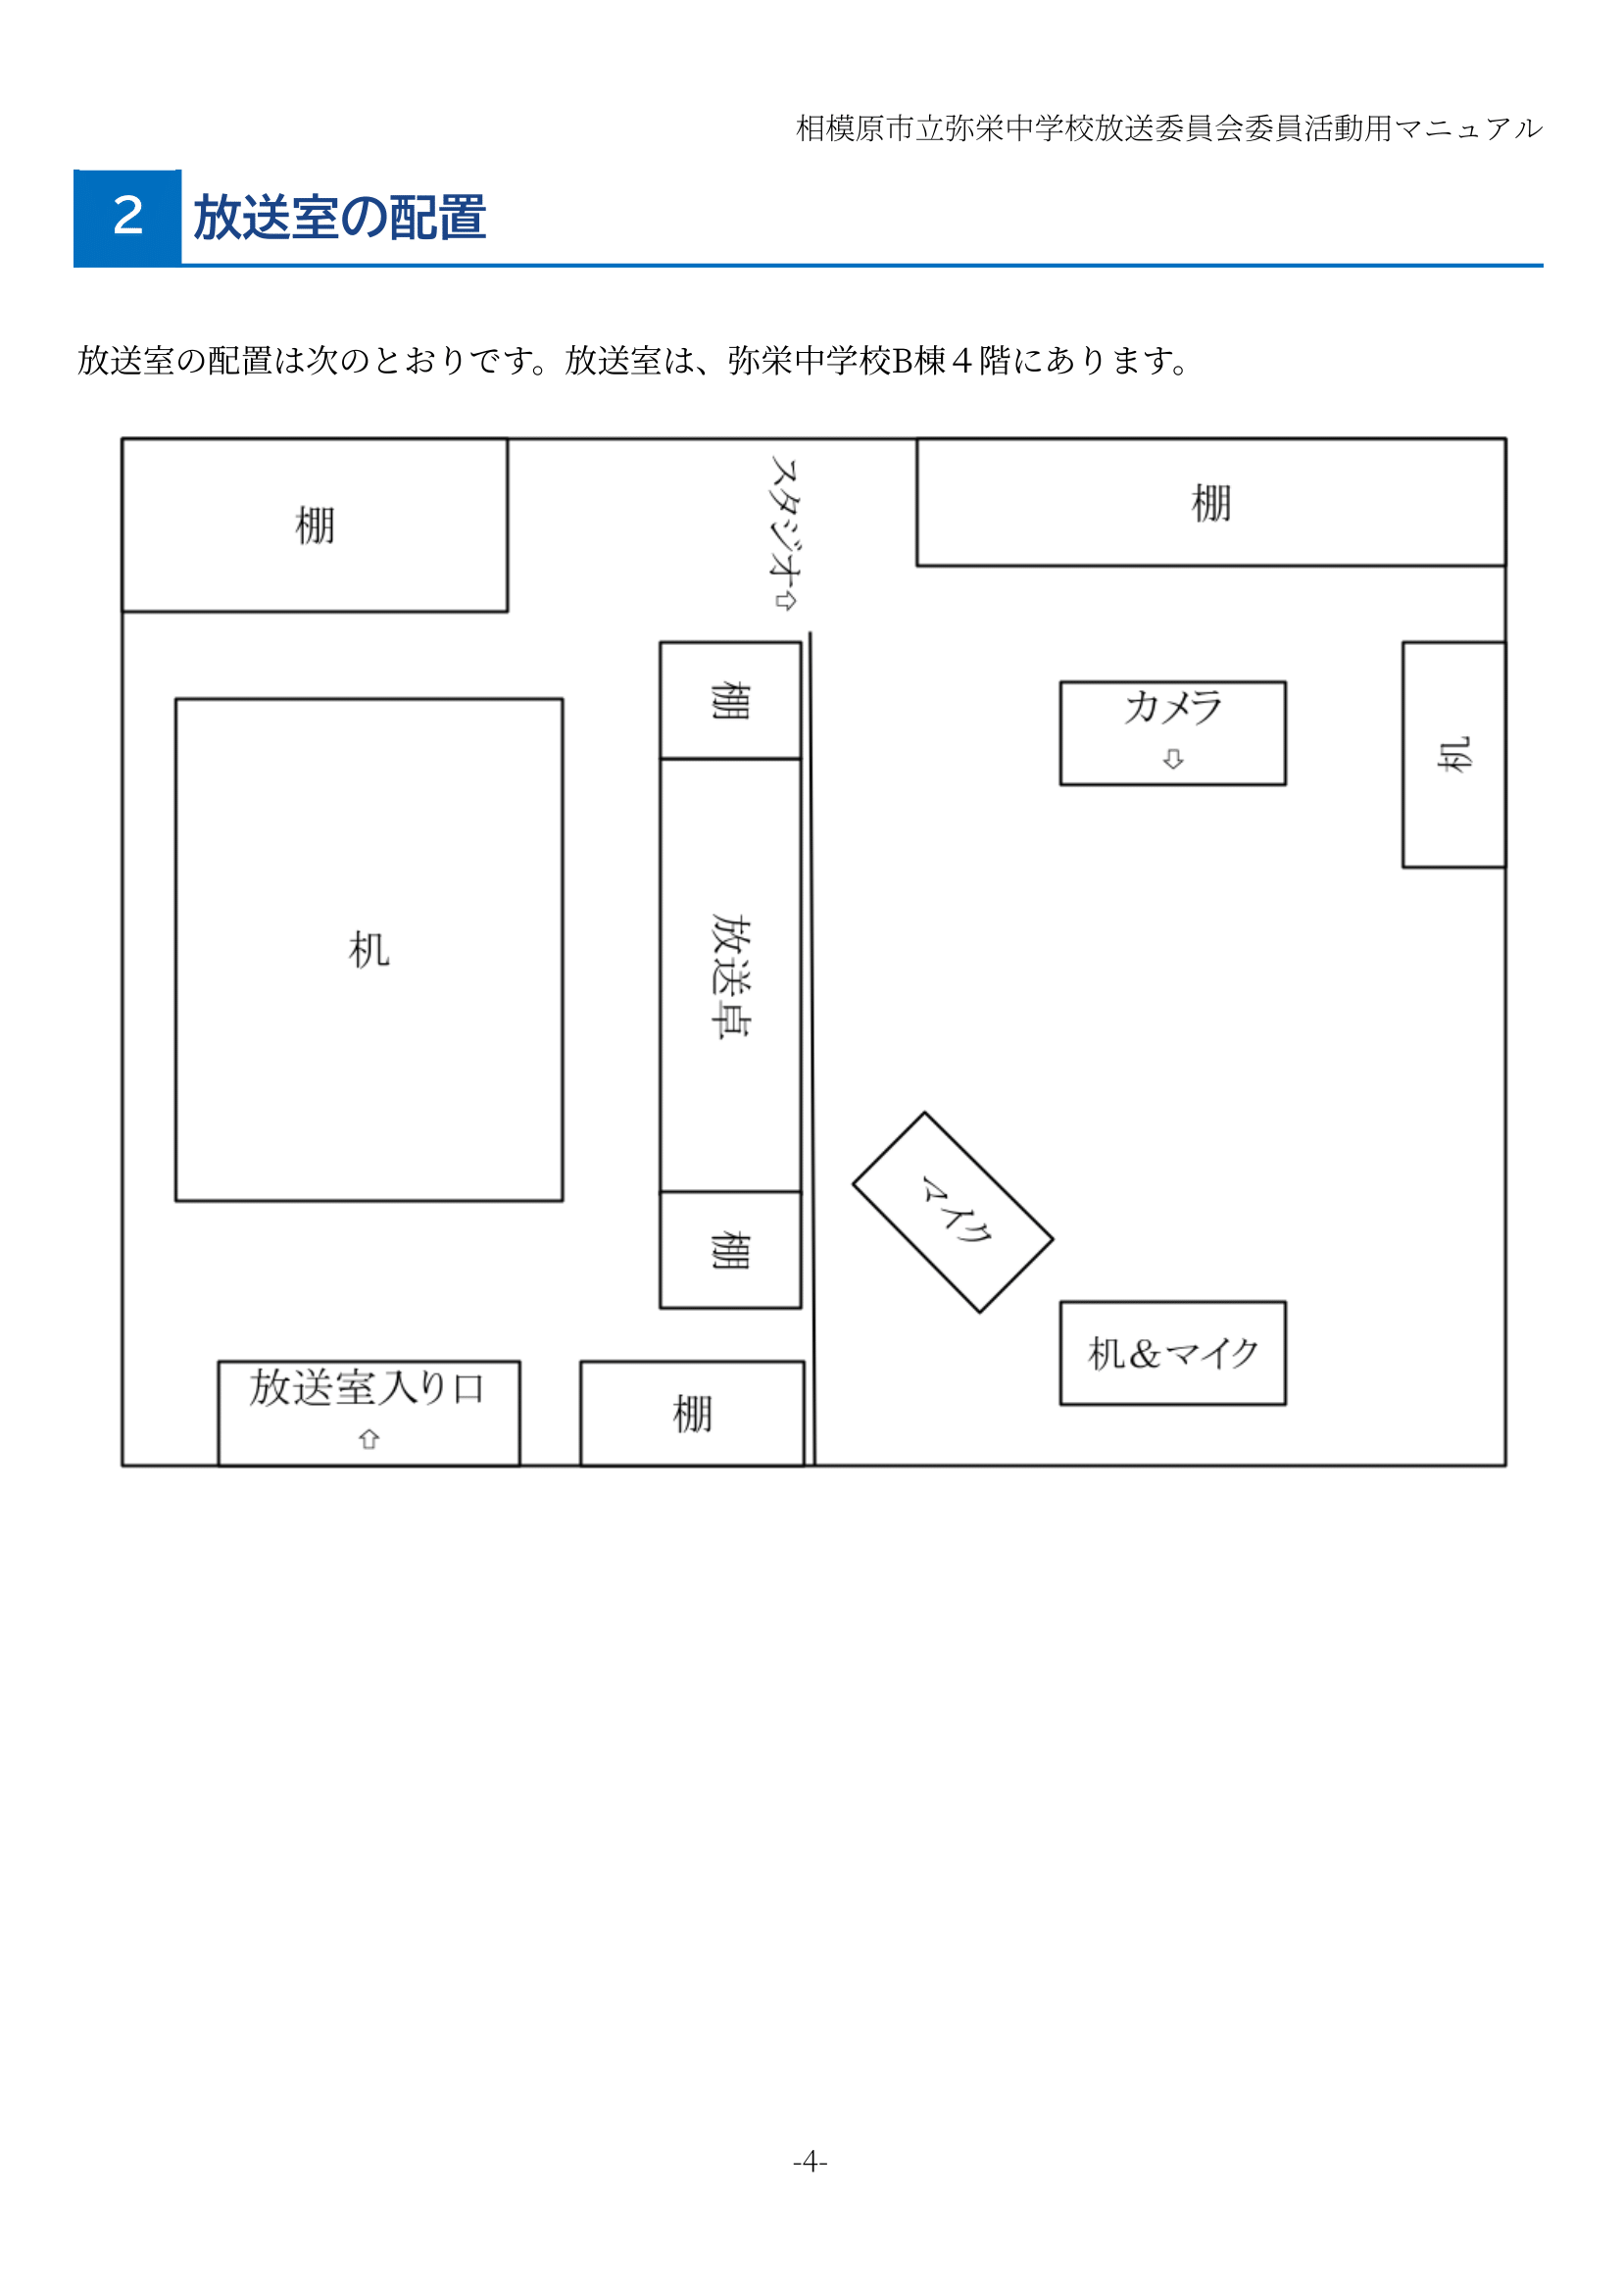 相模原市立弥栄中学校放送委員会委員活動用マニュアル
2 放送室の配置
放送室の配置は次のとおりです。放送室は、弥栄中学校B棟４階にあります。
棚
スタジオ⇨
棚
棚
カメラ
⇩
机
机
放送卓
マイク
棚
机&マイク
放送室入り口
⇧
棚
-4-